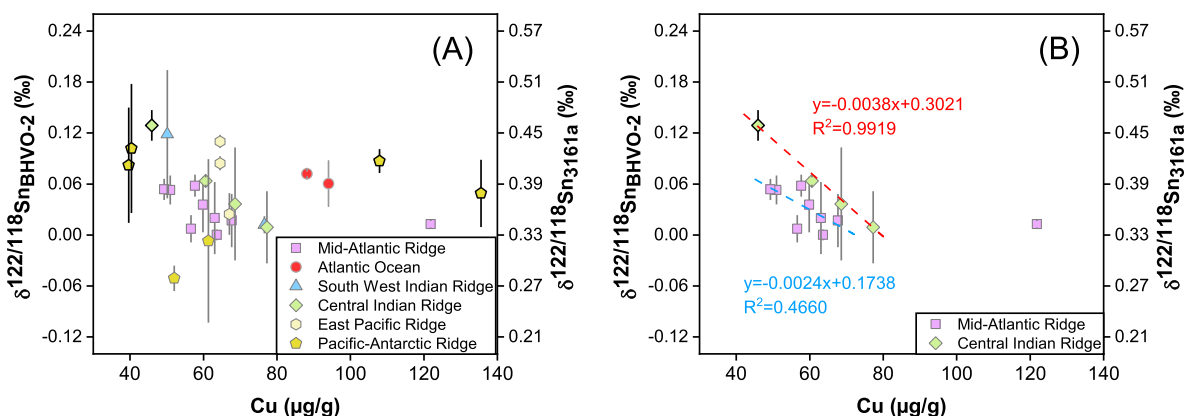 (A)
δ122/118SnBHVO-2 (‰)
0.24
0.18
0.12
0.06
0.00
-0.06
-0.12
0.57
0.51
0.45
0.39
0.33
0.27
0.21
δ122/118Sn3161a (‰)
Mid-Atlantic Ridge
Atlantic Ocean
South West Indian Ridge
Central Indian Ridge
East Pacific Ridge
Pacific-Antarctic Ridge
40 60 80 100 120 140
Cu (μg/g)
(B)
δ122/118SnBHVO-2 (‰)
0.24
0.18
0.12
0.06
0.00
-0.06
-0.12
y=-0.0038x+0.3021
R2=0.9919
y=-0.0024x+0.1738
R2=0.4660
0.57
0.51
0.45
0.39
0.33
0.27
0.21
δ122/118Sn3161a (‰)
Mid-Atlantic Ridge
Central Indian Ridge
40 60 80 100 120 140
Cu (μg/g)